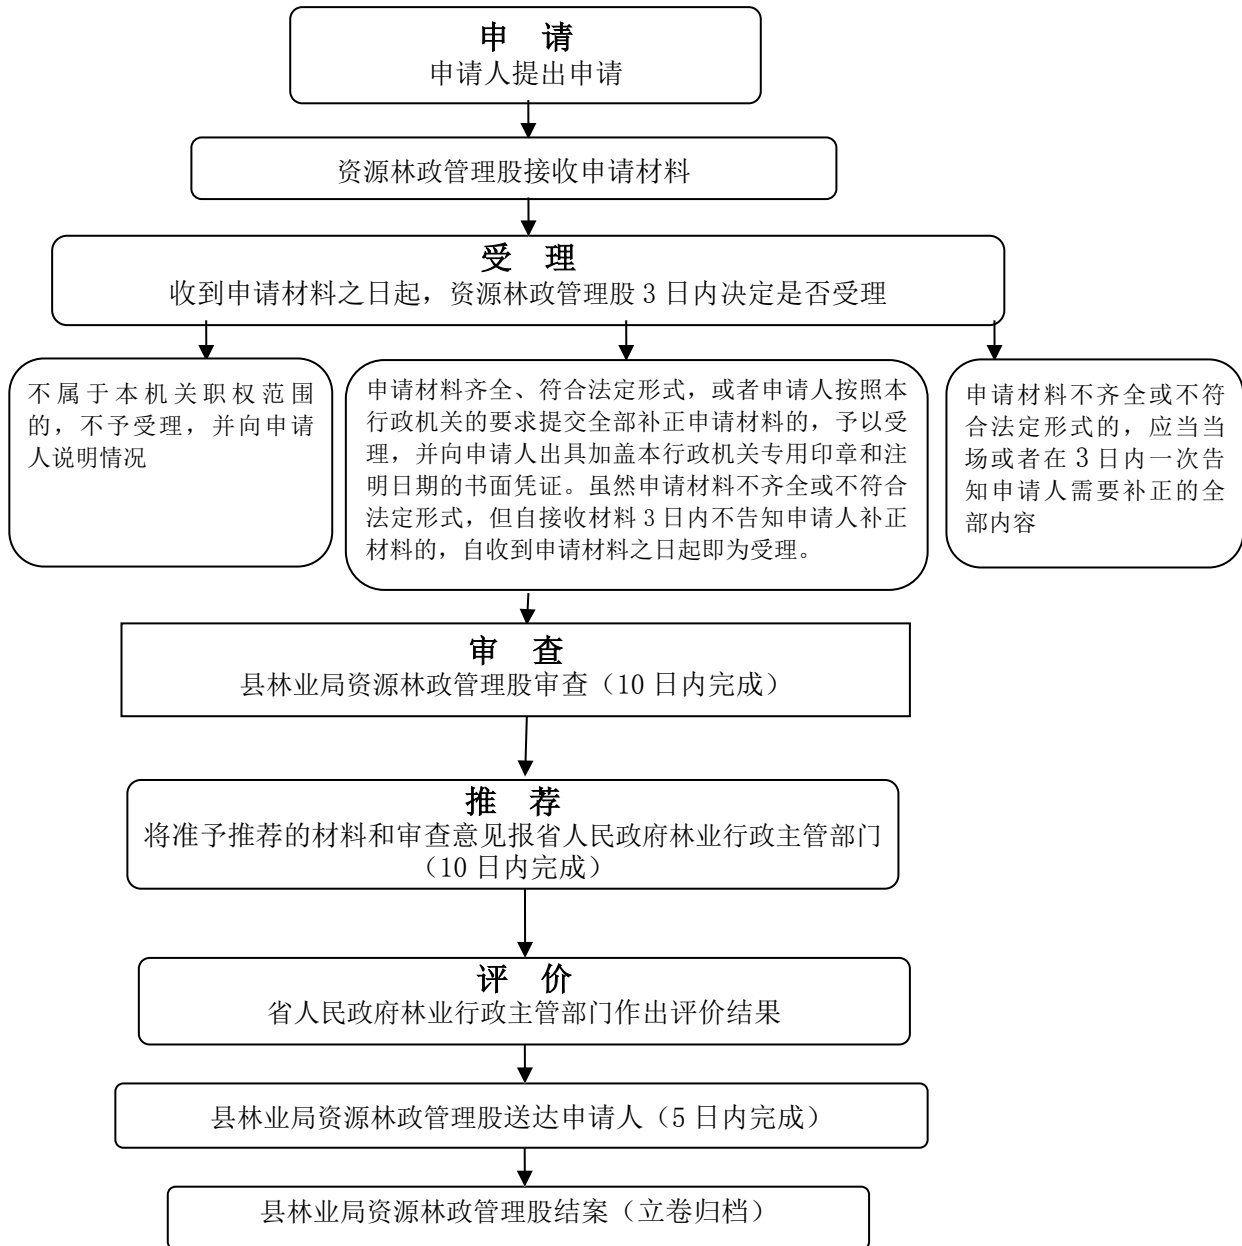 申 请
申请人提出申请
资源林政管理股接收申请材料
受 理
收到申请材料之日起，资源林政管理股 3 日内决定是否受理
不属于本机关职权范围
的，不予受理，并向申请
人说明情况
申请材料齐全、符合法定形式，或者申请人按照本
行政机关的要求提交全部补正申请材料的，予以受
理，并向申请人出具加盖本行政机关专用印章和注
明日期的书面凭证。虽然申请材料不齐全或不符合
法定形式，但自接收材料 3 日内不告知申请人补正
材料的，自收到申请材料之日起即为受理。
申请材料不齐全或不符
合法定形式的，应当当
场或者在 3 日内一次告
知申请人需要补正的全
部内容
审 查
县林业局资源林政管理股审查（10 日内完成）
推 荐
将准予推荐的材料和审查意见报省人民政府林业行政主管部门
（10 日内完成）
评 价
省人民政府林业行政主管部门作出评价结果
县林业局资源林政管理股送达申请人（5 日内完成）
县林业局资源林政管理股结案（立卷归档）